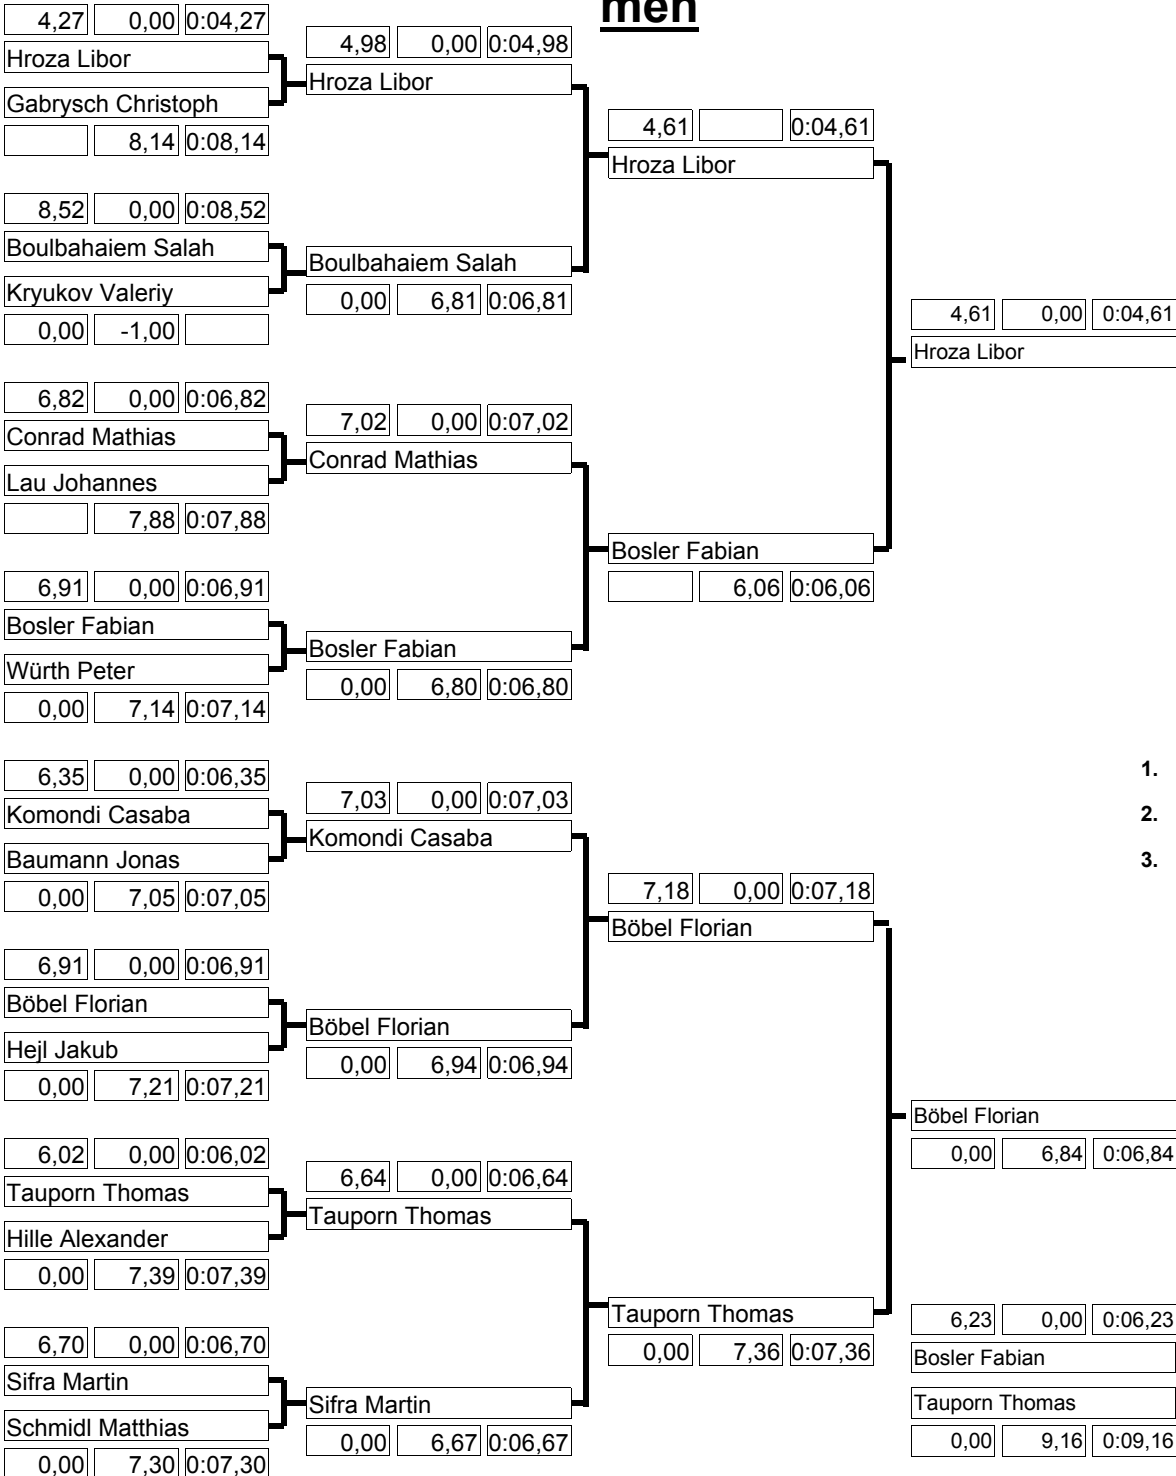 men
4,27 0,00 0:04,27
Hroza Libor
Gabrysch Christoph
8,14 0:08,14
8,52 0,00 0:08,52
Boulbahaiem Salah
Kryukov Valeriy
0,00 -1,00
6,82 0,00 0:06,82
Conrad Mathias
Lau Johannes
7,88 0:07,88
6,91 0,00 0:06,91
Bosler Fabian
Würth Peter
0,00 7,14 0:07,14
6,35 0,00 0:06,35
Komondi Casaba
Baumann Jonas
0,00 7,05 0:07,05
6,91 0,00 0:06,91
Böbel Florian
Hejl Jakub
0,00 7,21 0:07,21
6,02 0,00 0:06,02
Tauporn Thomas
Hille Alexander
0,00 7,39 0:07,39
6,70 0,00 0:06,70
Sifra Martin
Schmidl Matthias
0,00 7,30 0:07,30
4,98 0,00 0:04,98
Hroza Libor
Boulbahaiem Salah
0,00 6,81 0:06,81
7,02 0,00 0:07,02
Conrad Mathias
Bosler Fabian
0,00 6,80 0:06,80
7,03 0,00 0:07,03
Komondi Casaba
Böbel Florian
0,00 6,94 0:06,94
6,64 0,00 0:06,64
Tauporn Thomas
Sifra Martin
0,00 6,67 0:06,67
4,61 0:04,61
Hroza Libor
Bosler Fabian
6,06 0:06,06
7,18 0,00 0:07,18
Böbel Florian
Tauporn Thomas
0,00 7,36 0:07,36
4,61 0,00 0:04,61
Hroza Libor
1.
2.
3.
Böbel Florian
0,00 6,84 0:06,84
6,23 0,00 0:06,23
Bosler Fabian
Tauporn Thomas
0,00 9,16 0:09,16